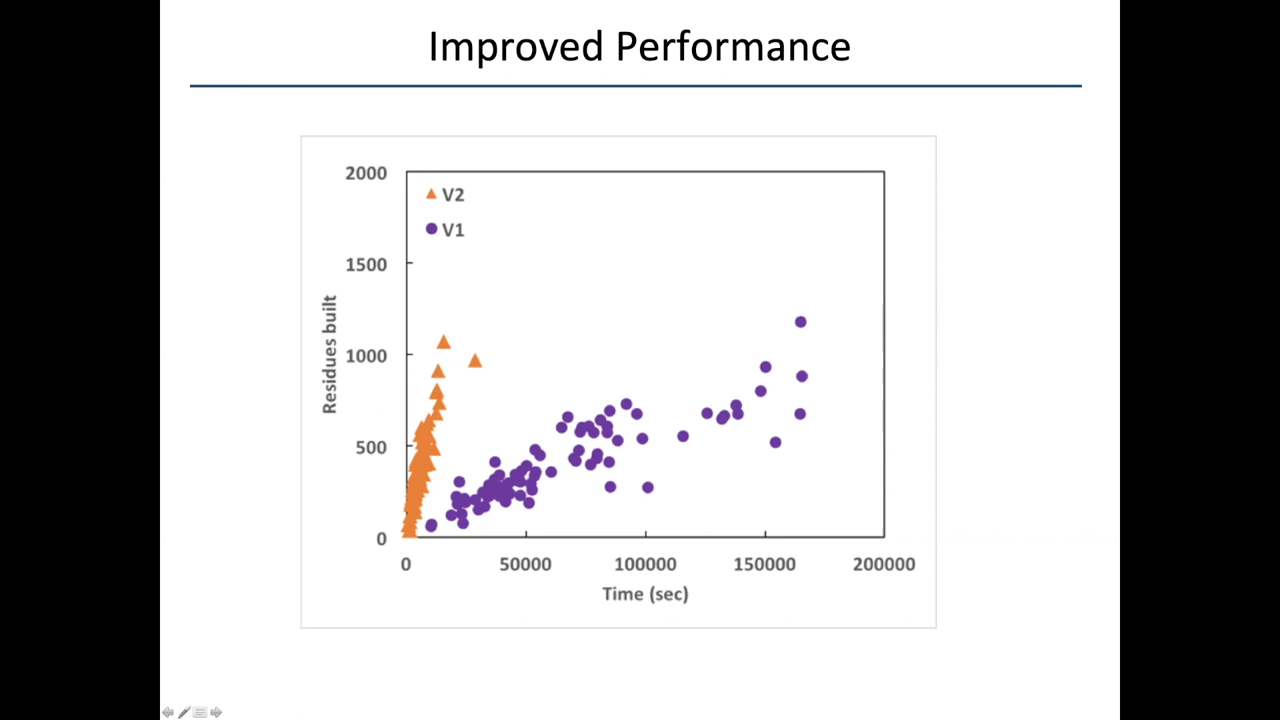 Improved Performance
2000
V2
V1
1500
Residues built
1000
500
0
0 50000 100000 150000 200000
Time (sec)